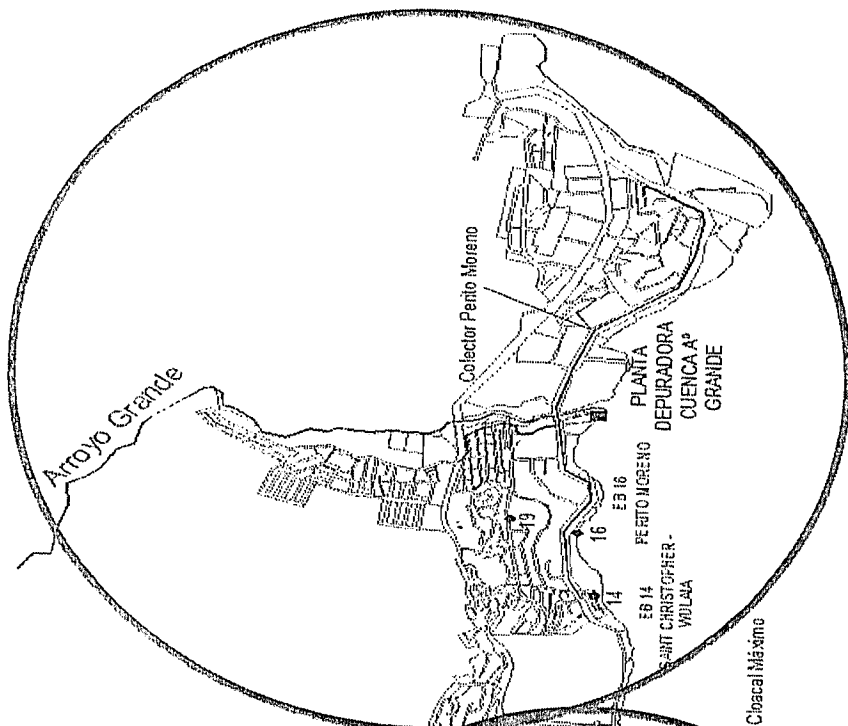 Arroyo Grande
Colector Perito Moreno
PLANTA
DEPURADORA
CUENCA Aº
GRANDE
19
16
EB 16
PERITO MORENO
14
EB 14
SAINT CHRISTOPHER -
WULAIA
Cloacal Máximo